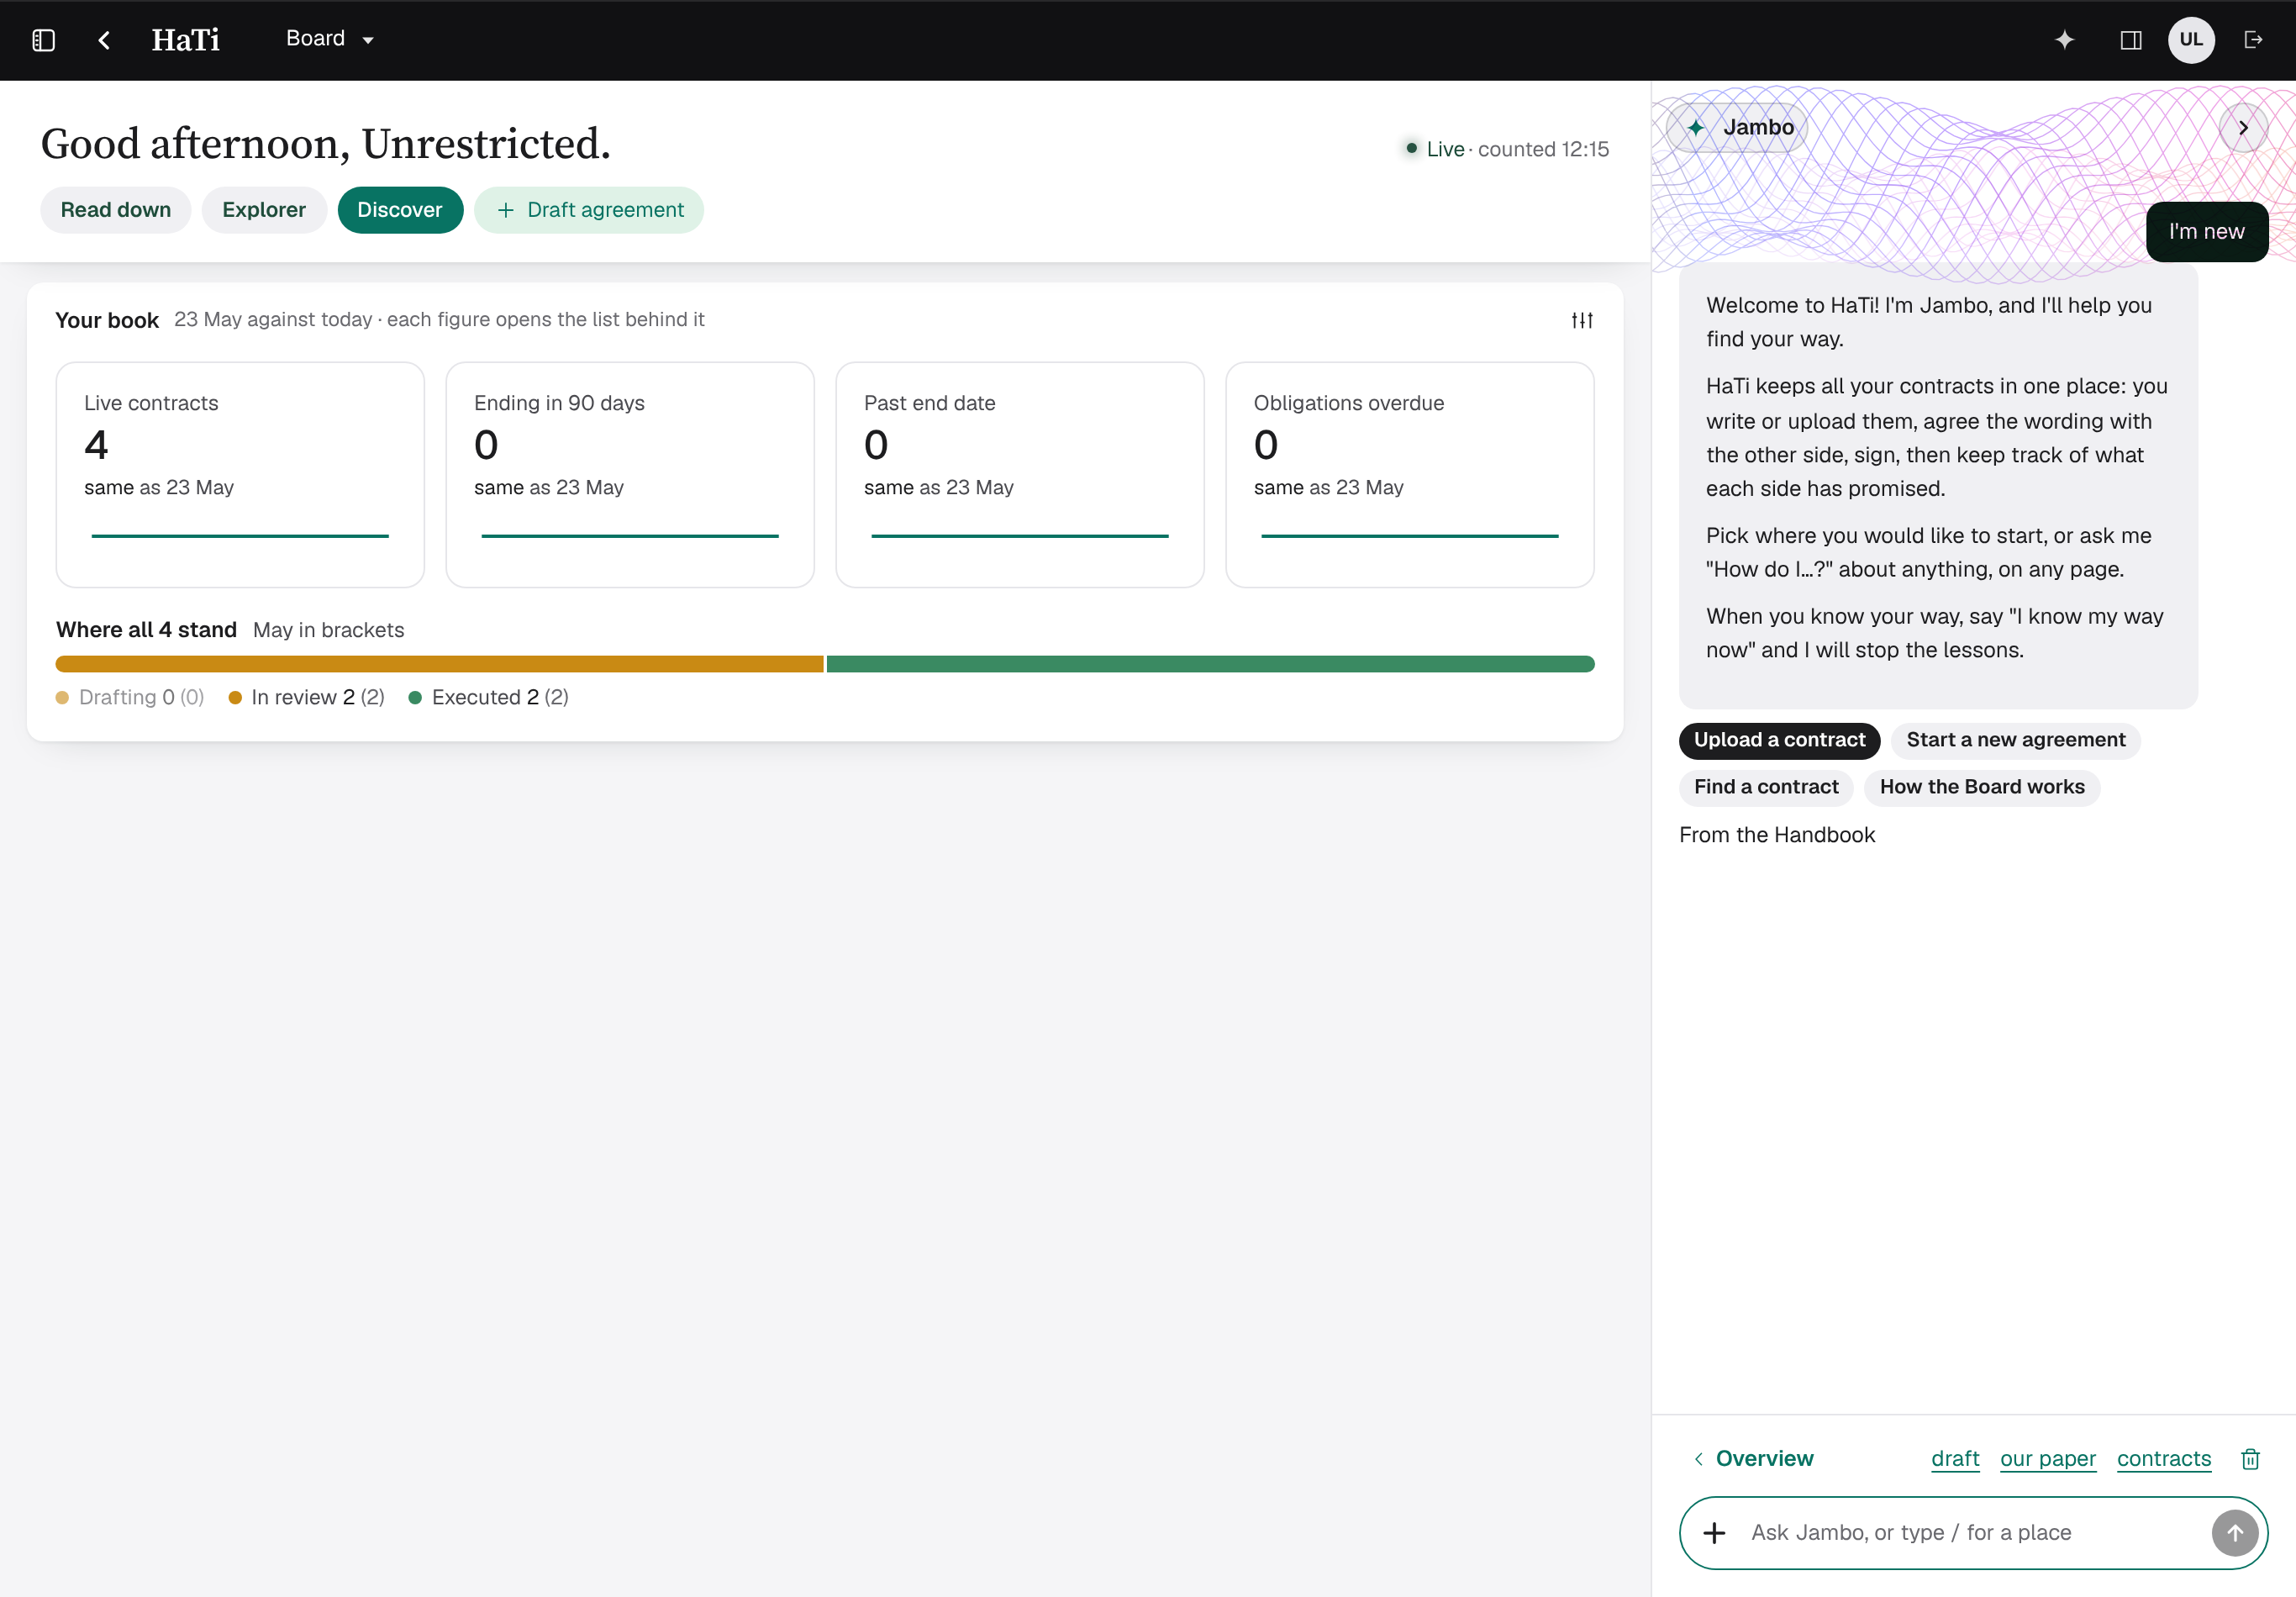 HaTi
Board
UL
Good afternoon, Unrestricted.
Live · counted 12:15
Read down
Explorer
Discover
+ Draft agreement
Your book 23 May against today · each figure opens the list behind it
Live contracts
4
same as 23 May
Ending in 90 days
0
same as 23 May
Past end date
0
same as 23 May
Obligations overdue
0
same as 23 May
Where all 4 stand May in brackets
Drafting 0 (0) In review 2 (2) Executed 2 (2)
Jambo
I'm new
Welcome to HaTi! I'm Jambo, and I'll help you
find your way.
HaTi keeps all your contracts in one place: you
write or upload them, agree the wording with
the other side, sign, then keep track of what
each side has promised.
Pick where you would like to start, or ask me
"How do I...?" about anything, on any page.
When you know your way, say "I know my way
now" and I will stop the lessons.
Upload a contract
Start a new agreement
Find a contract
How the Board works
From the Handbook
Overview
draft our paper contracts
Ask Jambo, or type / for a place